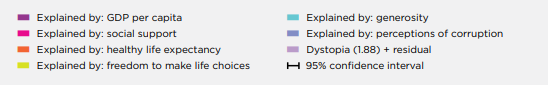 Explained by: GDP per capita
Explained by: social support
Explained by: healthy life expectancy
Explained by: freedom to make life choices
Explained by: generosity
Explained by: perceptions of corruption
Dystopia (1.88) + residual
95% confidence interval